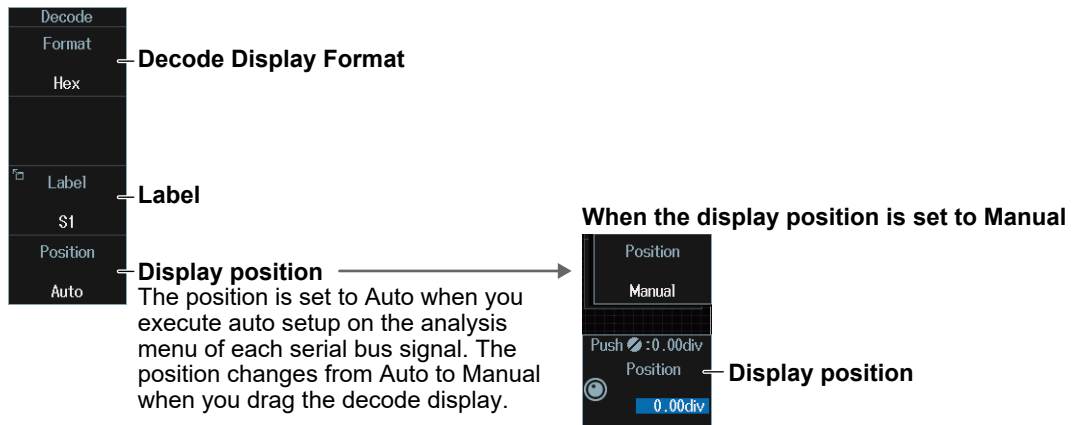 Decode
Format
Hex
Decode Display Format
Label
S1
Label
Position
Auto
Display position
The position is set to Auto when you
execute auto setup on the analysis
menu of each serial bus signal. The
position changes from Auto to Manual
when you drag the decode display.
When the display position is set to Manual
Position
Manual
Push :0.00div
Position
0.00div
Display position